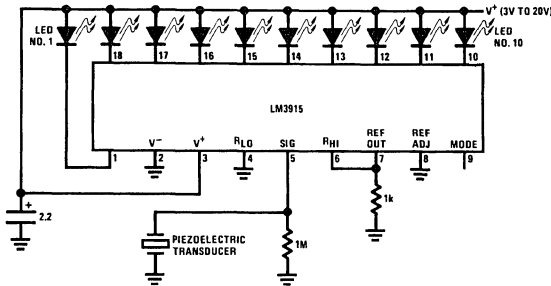 V⁺ (3V TO 20V)
LED
NO. 1
LED
NO. 10
18 17 16 15 14 13 12 11 10
LM3915
V⁻ V⁺ RLO SIG RHI REF OUT REF ADJ MODE
1 2 3 4 5 6 7 8 9
+
2.2
1k
PIEZOELECTRIC
TRANSDUCER
1M